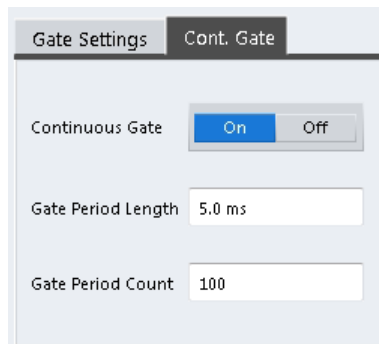 Gate Settings Cont. Gate
Continuous Gate On Off
Gate Period Length 5.0 ms
Gate Period Count 100